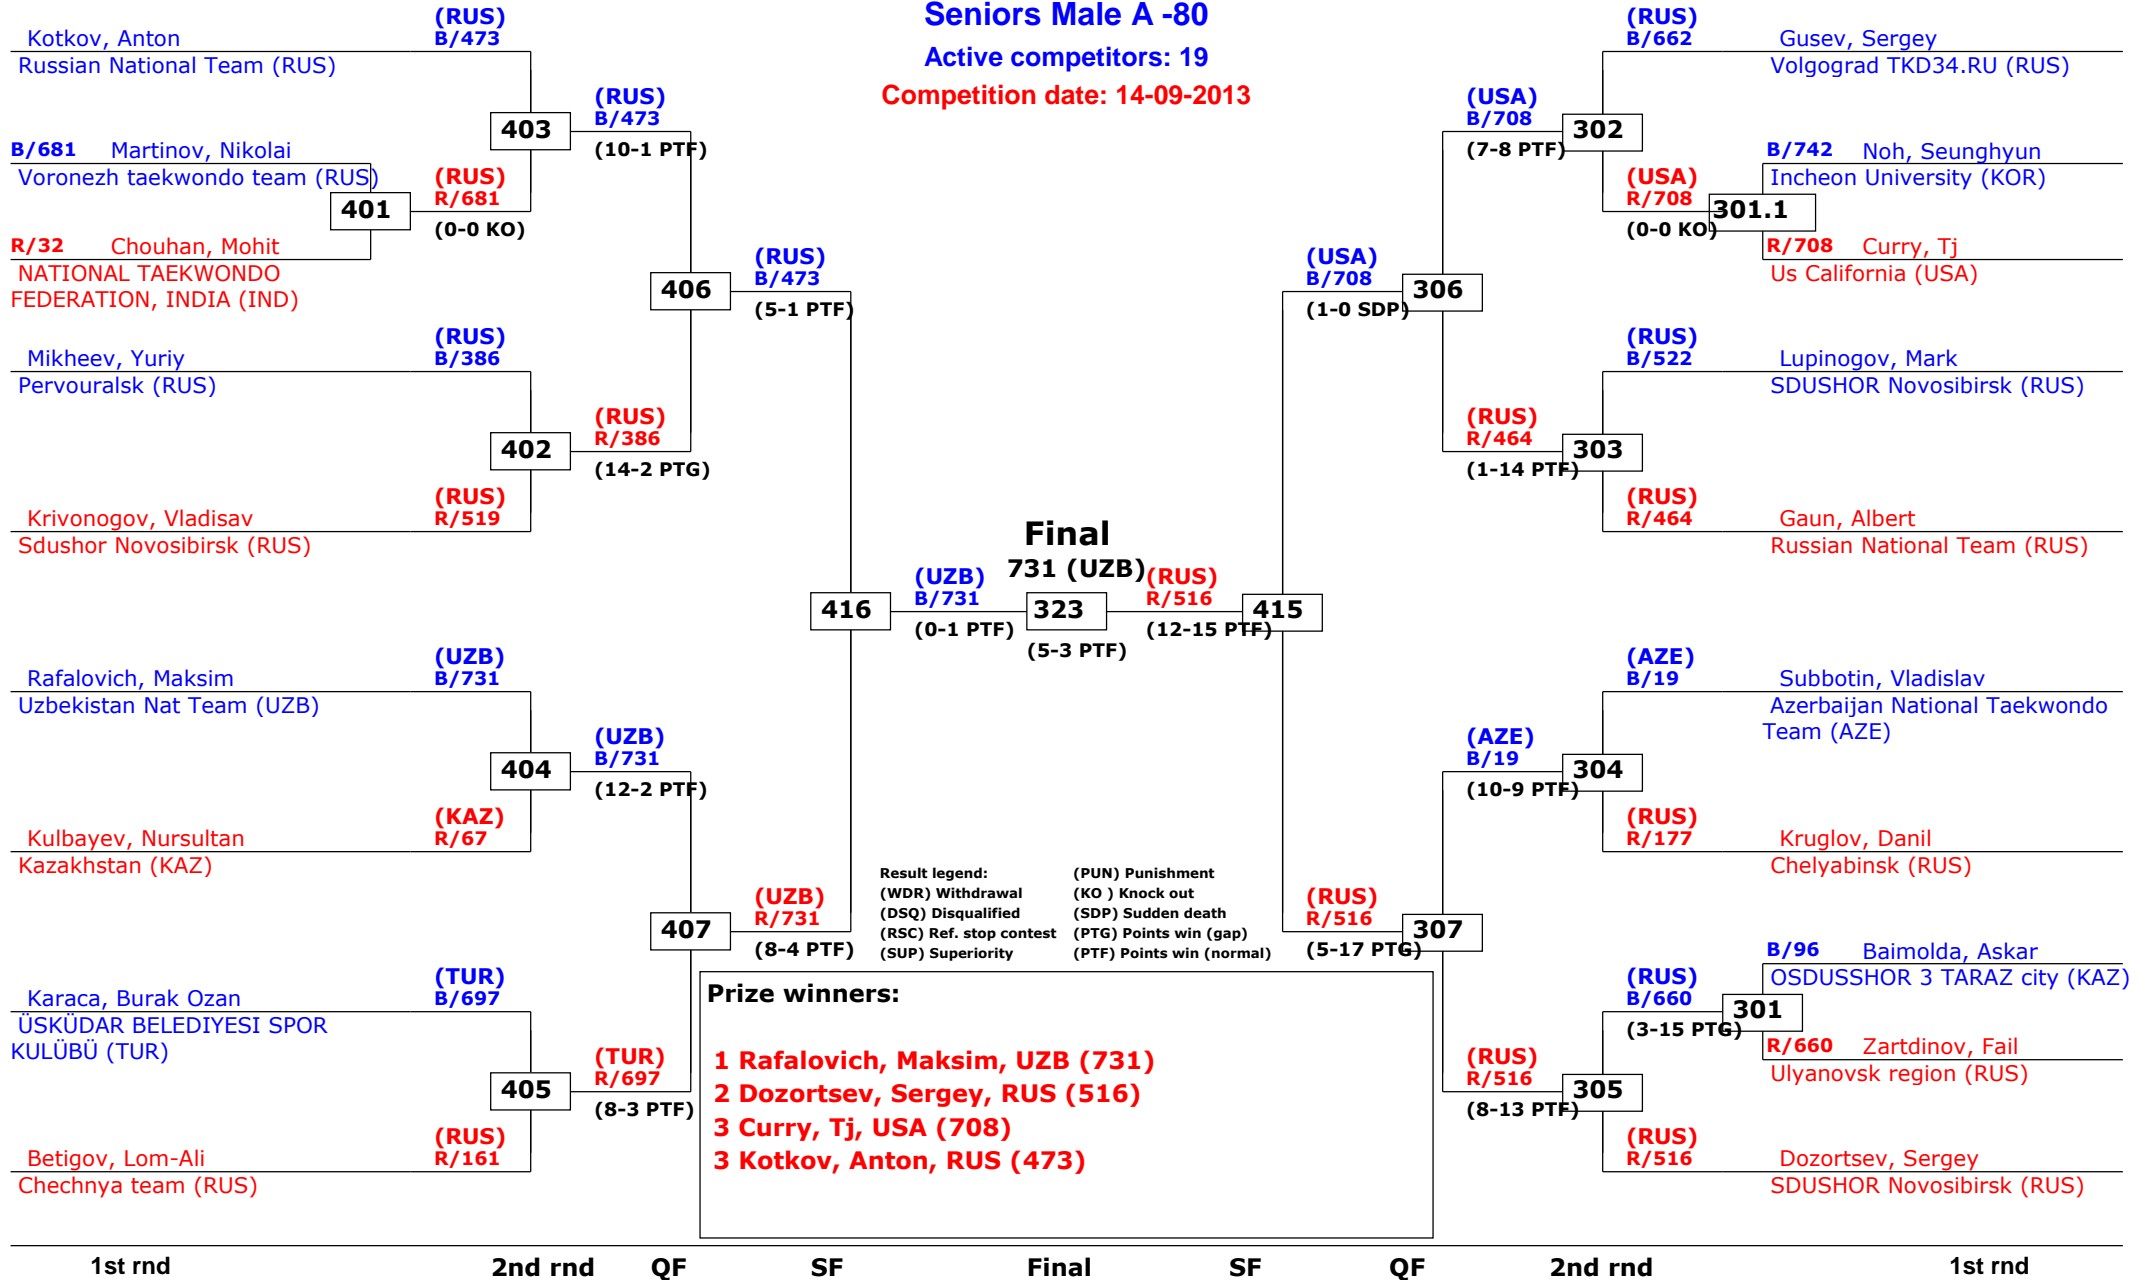 Seniors Male A -80
Active competitors: 19
Competition date: 14-09-2013
Kotkov, Anton
Russian National Team (RUS)
(RUS)
B/473
B/681 Martinov, Nikolai
Voronezh taekwondo team (RUS)
401
R/32 Chouhan, Mohit
NATIONAL TAEKWONDO
FEDERATION, INDIA (IND)
(RUS)
R/681
(0-0 KO)
403
(RUS)
B/473
(10-1 PTF)
Mikheev, Yuriy
Pervouralsk (RUS)
(RUS)
B/386
402
Krivonogov, Vladisav
Sdushor Novosibirsk (RUS)
(RUS)
R/519
(RUS)
R/386
(14-2 PTG)
406
(RUS)
B/473
(5-1 PTF)
Rafalovich, Maksim
Uzbekistan Nat Team (UZB)
(UZB)
B/731
404
Kulbayev, Nursultan
Kazakhstan (KAZ)
(KAZ)
R/67
(UZB)
B/731
(12-2 PTF)
Karaca, Burak Ozan
ÜSKÜDAR BELEDIYESI SPOR
KULÜBÜ (TUR)
(TUR)
B/697
405
Betigov, Lom-Ali
Chechnya team (RUS)
(RUS)
R/161
(TUR)
R/697
(8-3 PTF)
407
(UZB)
R/731
(8-4 PTF)
416
(UZB)
B/731
(0-1 PTF)
Final
731 (UZB)
323
(5-3 PTF)
(RUS)
R/516
(12-15 PTF)
415
(RUS)
B/662
Gusev, Sergey
Volgograd TKD34.RU (RUS)
(USA)
B/708
(7-8 PTF)
302
B/742 Noh, Seunghyun
Incheon University (KOR)
(USA)
R/708
(0-0 KO)
301.1
R/708 Curry, Tj
Us California (USA)
(USA)
B/708
(1-0 SDP)
306
(RUS)
B/522
Lupinogov, Mark
SDUSHOR Novosibirsk (RUS)
(RUS)
R/464
(1-14 PTF)
303
(RUS)
R/464
Gaun, Albert
Russian National Team (RUS)
(AZE)
B/19
Subbotin, Vladislav
Azerbaijan National Taekwondo
Team (AZE)
(AZE)
B/19
(10-9 PTF)
304
(RUS)
R/177
Kruglov, Danil
Chelyabinsk (RUS)
(RUS)
R/516
(5-17 PTG)
307
B/96 Baimolda, Askar
OSDUSSHOR 3 TARAZ city (KAZ)
(RUS)
B/660
(3-15 PTG)
301
R/660 Zartdinov, Fail
Ulyanovsk region (RUS)
(RUS)
R/516
(8-13 PTF)
305
(RUS)
R/516
Dozortsev, Sergey
SDUSHOR Novosibirsk (RUS)
Result legend:
(WDR) Withdrawal
(DSQ) Disqualified
(RSC) Ref. stop contest
(SUP) Superiority
(PUN) Punishment
(KO ) Knock out
(SDP) Sudden death
(PTG) Points win (gap)
(PTF) Points win (normal)
Prize winners:
1 Rafalovich, Maksim, UZB (731)
2 Dozortsev, Sergey, RUS (516)
3 Curry, Tj, USA (708)
3 Kotkov, Anton, RUS (473)
1st rnd 2nd rnd QF SF Final SF QF 2nd rnd 1st rnd